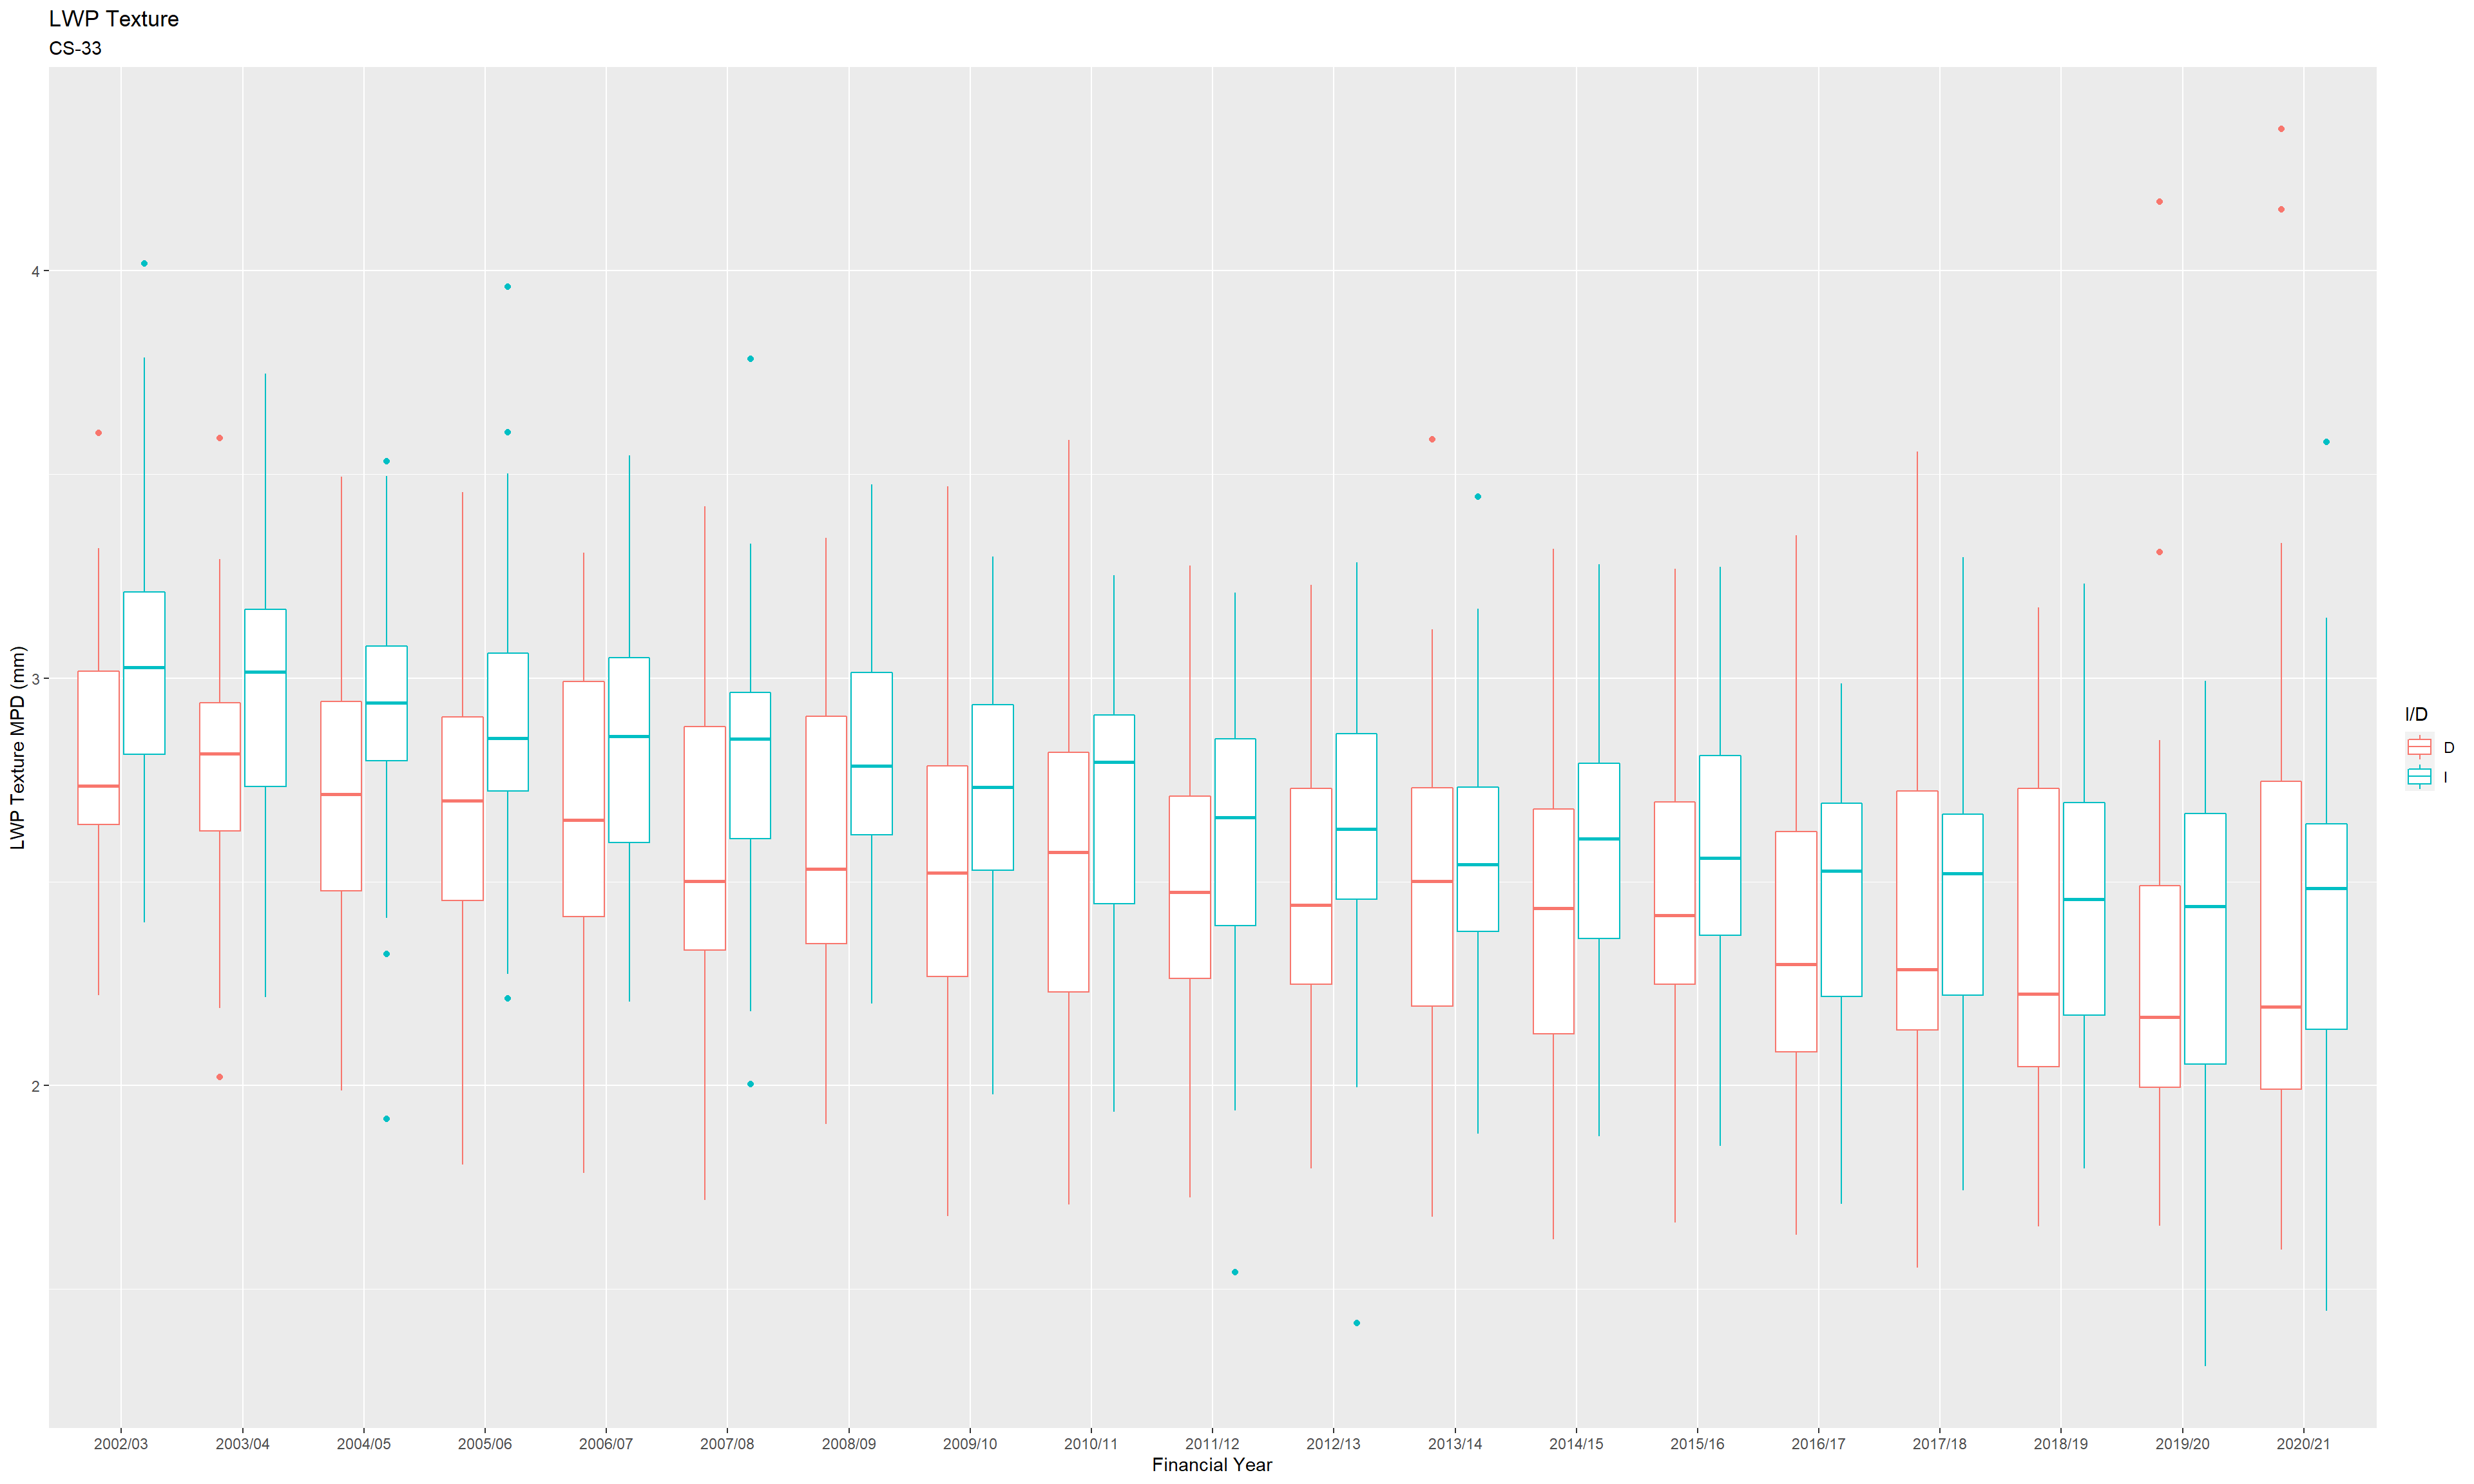 LWP Texture
CS-33
LWP Texture MPD (mm)
4
3
2
2002/03 2003/04 2004/05 2005/06 2006/07 2007/08 2008/09 2009/10 2010/11 2011/12 2012/13 2013/14 2014/15 2015/16 2016/17 2017/18 2018/19 2019/20 2020/21
Financial Year
I/D
D
I